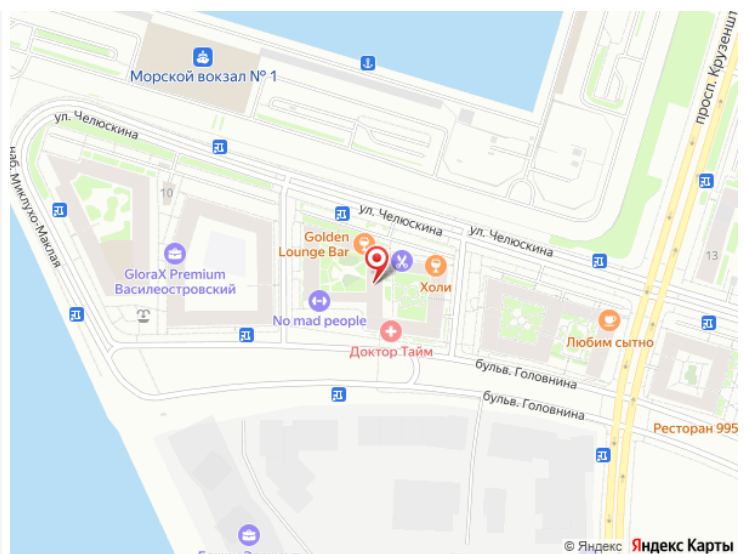 Морской вокзал № 1
ул. Челюскина
просп. Крузеншт
наб. Миклухо-Маклая
10
ул. Челюскина
ул. Челюскина
13
Golden
Lounge Bar
GloraX Premium
Василеостровский
Холи
No mad people
Доктор Тайм
Любим сытно
бульв. Головнина
бульв. Головнина
Ресторан 995
© Яндекс Яндекс Карты